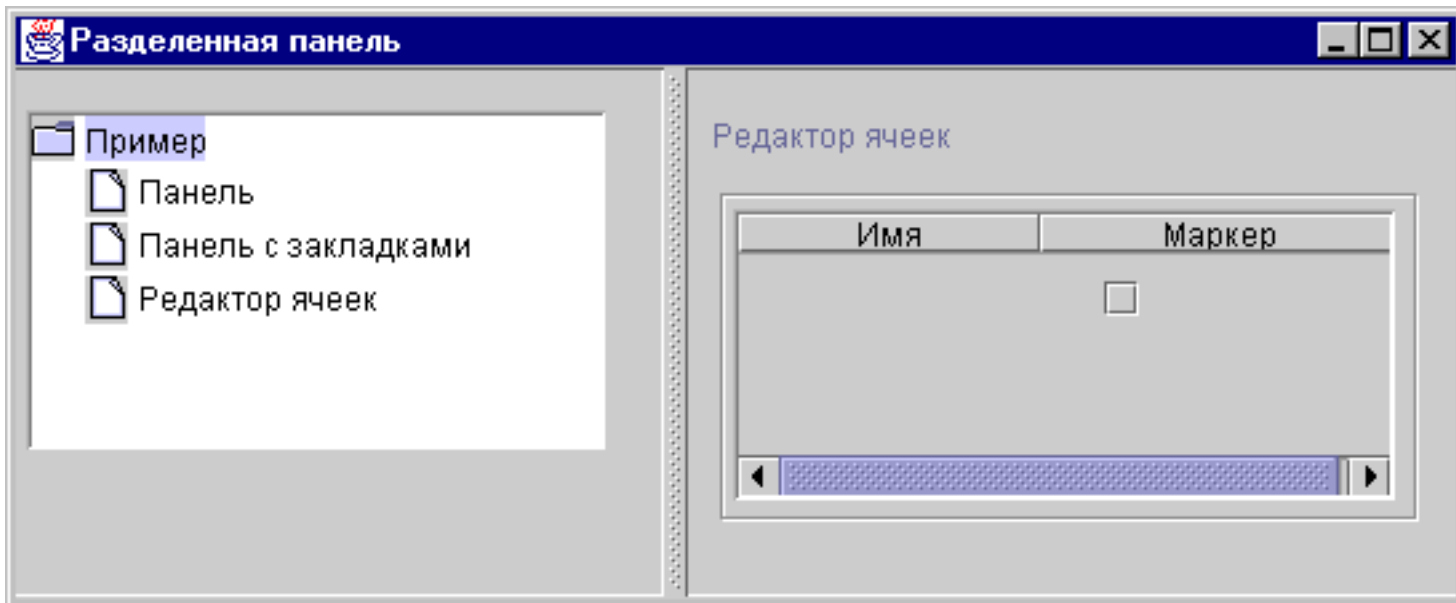 Разделенная панель
Пример
Панель
Панель с закладками
Редактор ячеек
Редактор ячеек
Имя Маркер